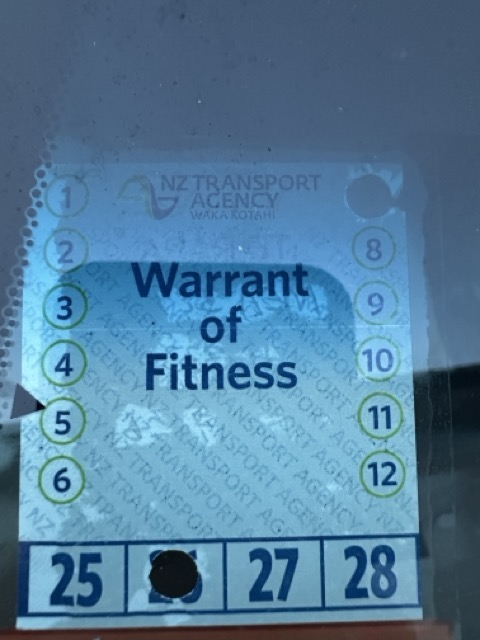 NZ TRANSPORT
AGENCY
WAKA KOTAHI
1
2
8
Warrant
3
9
of
4
10
Fitness
5
11
6
12
25
27
28